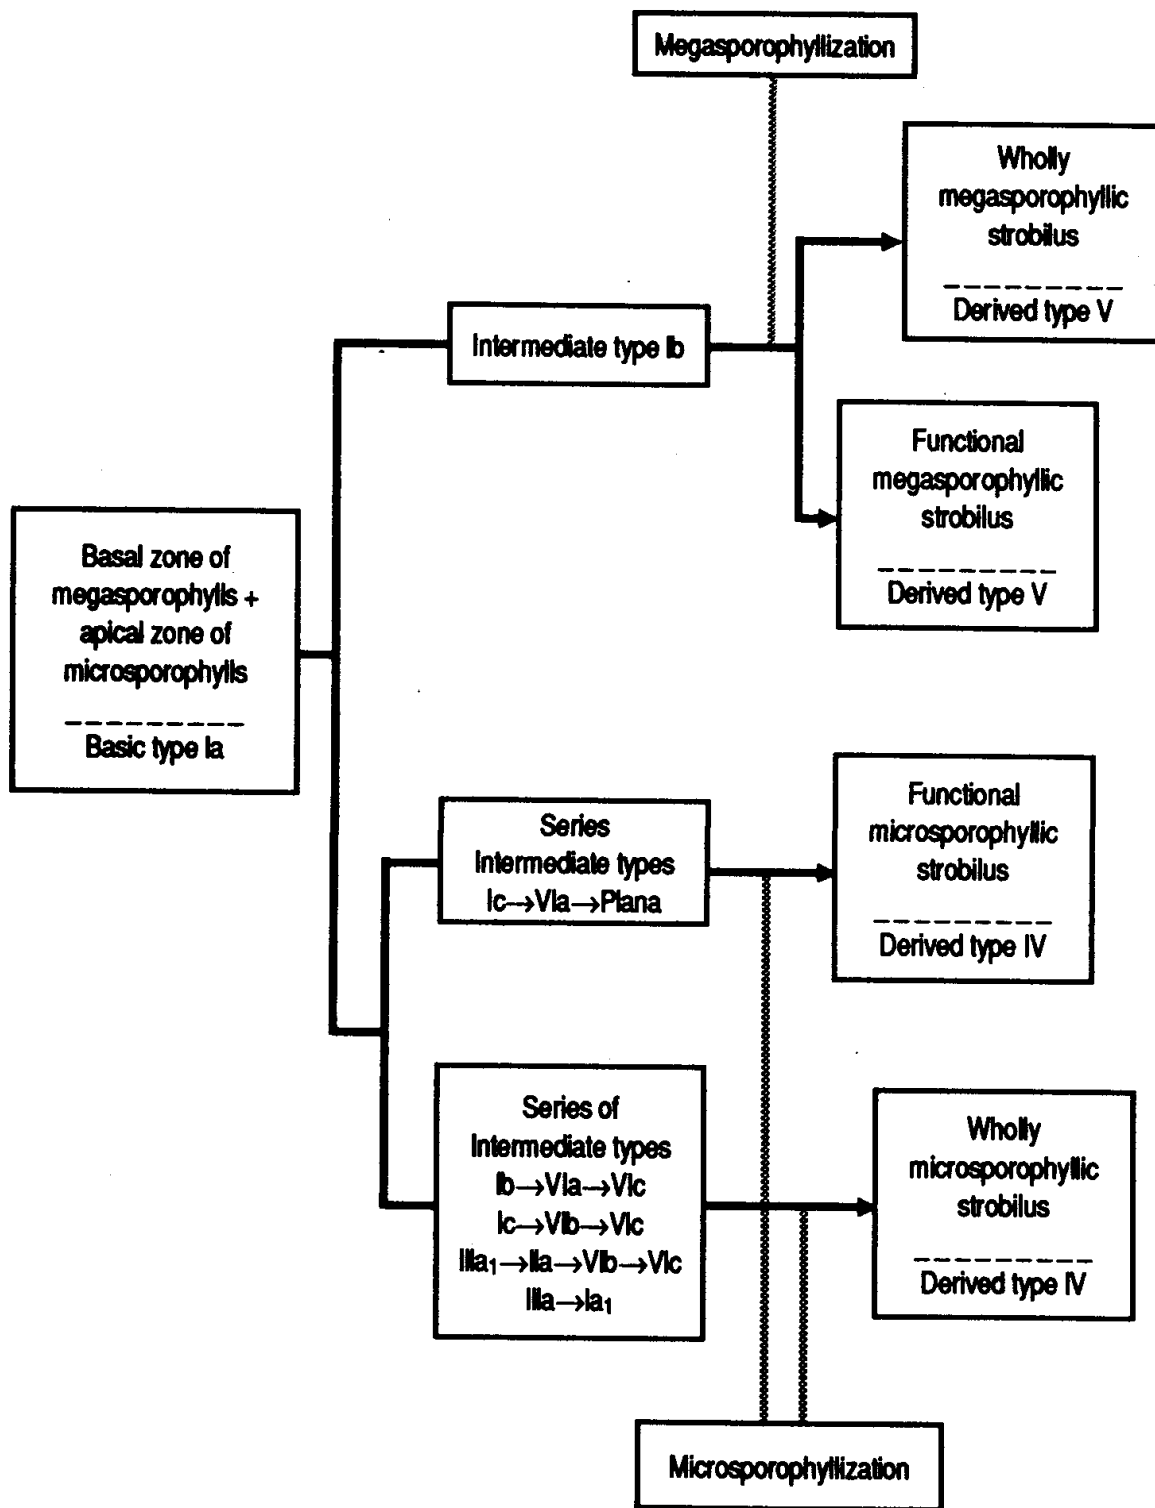 Megasporophyllization
Wholly
megasporophyllic
strobilus
Derived type V
Intermediate type Ib
Functional
megasporophyllic
strobilus
Derived type V
Basal zone of
megasporophylls +
apical zone of
microsporophylls
Basic type Ia
Series
Intermediate types
Ic→VIa→Plana
Functional
microsporophyllic
strobilus
Derived type IV
Series of
Intermediate types
Ib→VIa→VIc
Ic→VIb→VIc
IIIa₁→IIa→VIb→VIc
IIIa→Ia₁
Wholly
microsporophyllic
strobilus
Derived type IV
Microsporophyllization